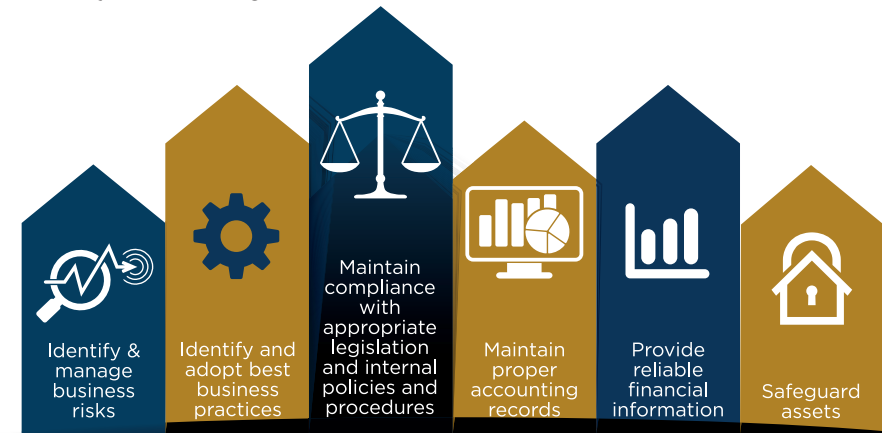 Identify &
manage
business
risks
Identify and
adopt best
business
practices
Maintain
compliance
with
appropriate
legislation
and internal
policies and
procedures
Maintain
proper
accounting
records
Provide
reliable
financial
information
Safeguard
assets